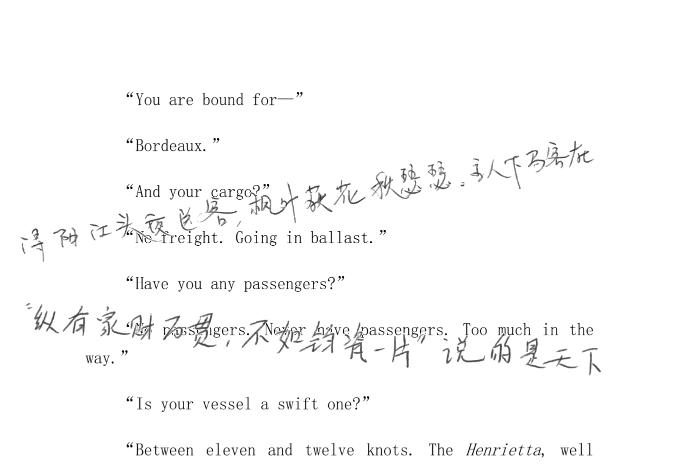 “You are bound for—”
“Bordeaux.”
“And your cargo?”
浔阳江头夜送客,枫叶荻花秋瑟瑟.主人下马客在
“No freight. Going in ballast.”
“Have you any passengers?”
“纵有家财万贯,不如钧瓷一片”说的是天下
“No passengers. Never have passengers. Too much in the
way.”
“Is your vessel a swift one?”
“Between eleven and twelve knots. The Henrietta, well